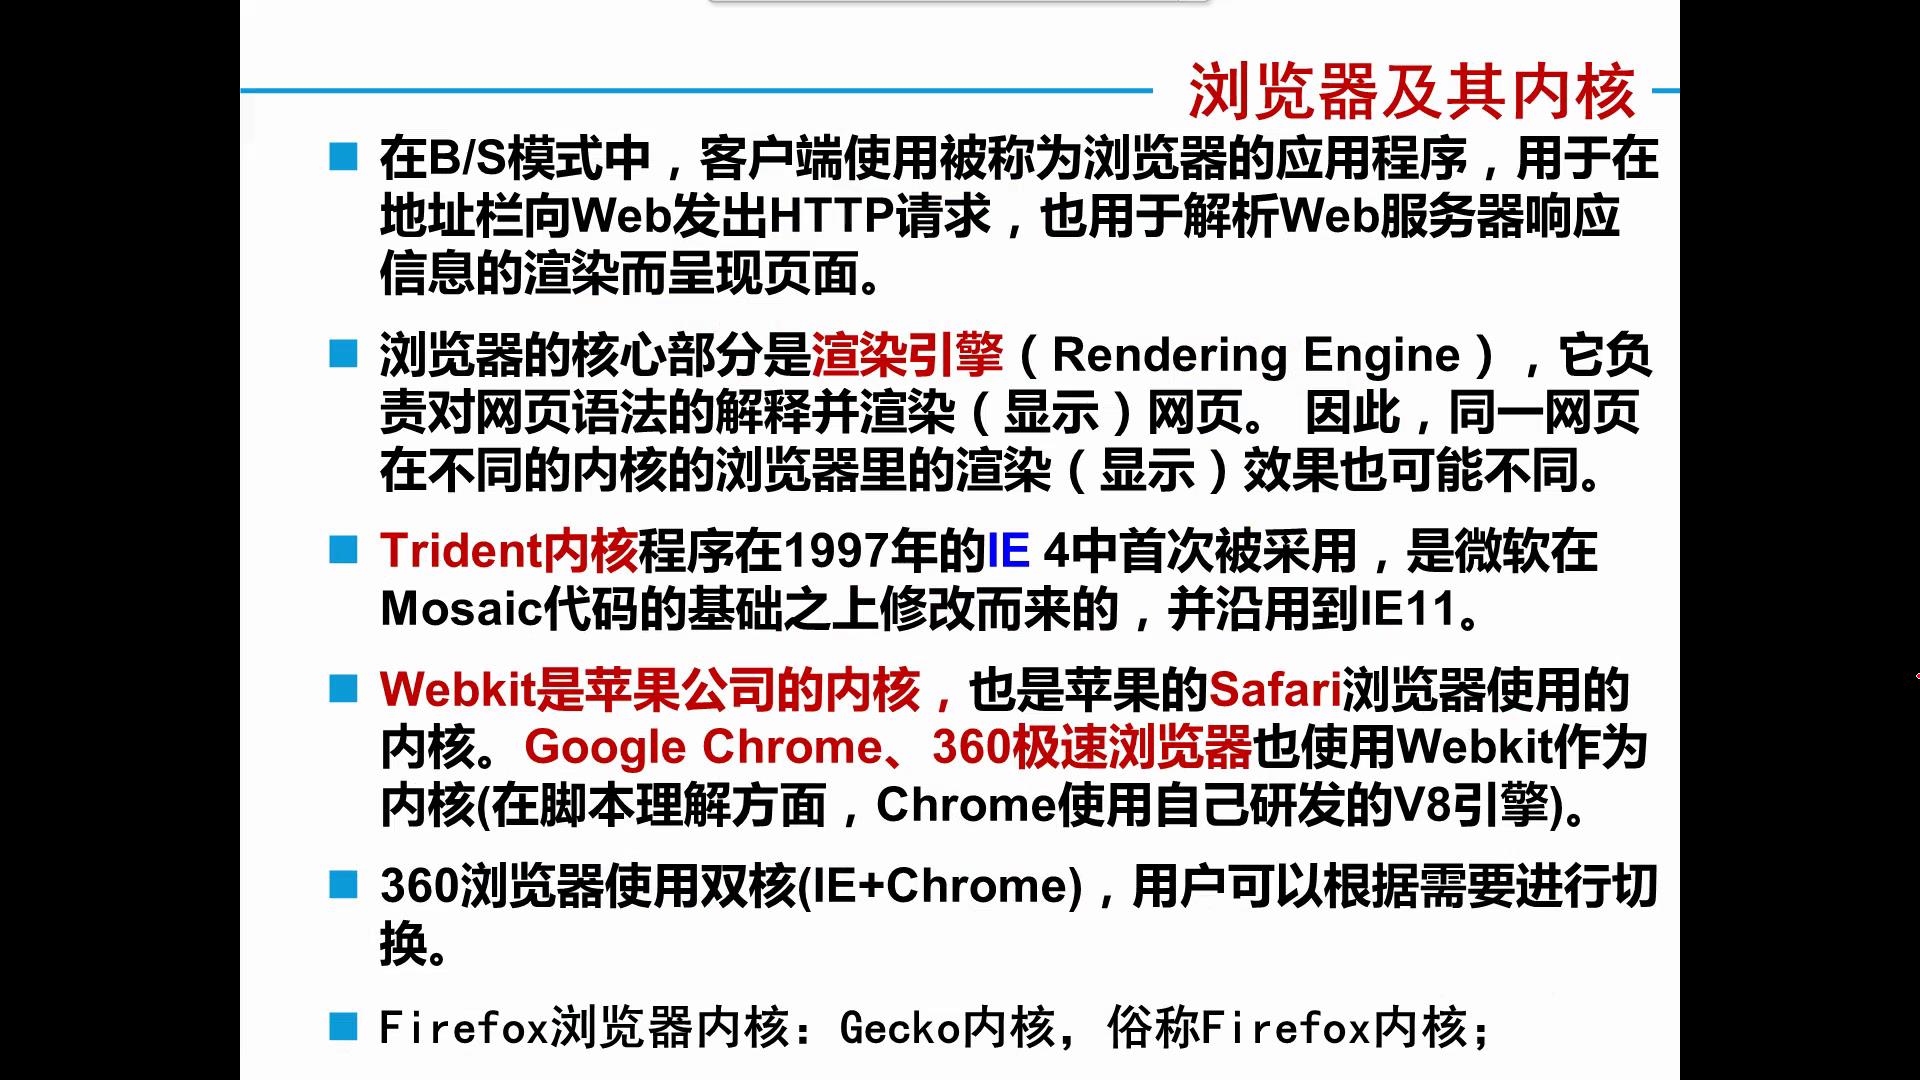 浏览器及其内核
在B/S模式中，客户端使用被称为浏览器的应用程序，用于在
地址栏向Web发出HTTP请求，也用于解析Web服务器响应
信息的渲染而呈现页面。
浏览器的核心部分是渲染引擎（Rendering Engine），它负
责对网页语法的解释并渲染（显示）网页。 因此，同一网页
在不同的内核的浏览器里的渲染（显示）效果也可能不同。
Trident内核程序在1997年的IE 4中首次被采用，是微软在
Mosaic代码的基础之上修改而来的，并沿用到IE11。
Webkit是苹果公司的内核，也是苹果的Safari浏览器使用的
内核。Google Chrome、360极速浏览器也使用Webkit作为
内核(在脚本理解方面，Chrome使用自己研发的V8引擎)。
360浏览器使用双核(IE+Chrome)，用户可以根据需要进行切
换。
Firefox浏览器内核：Gecko内核，俗称Firefox内核；